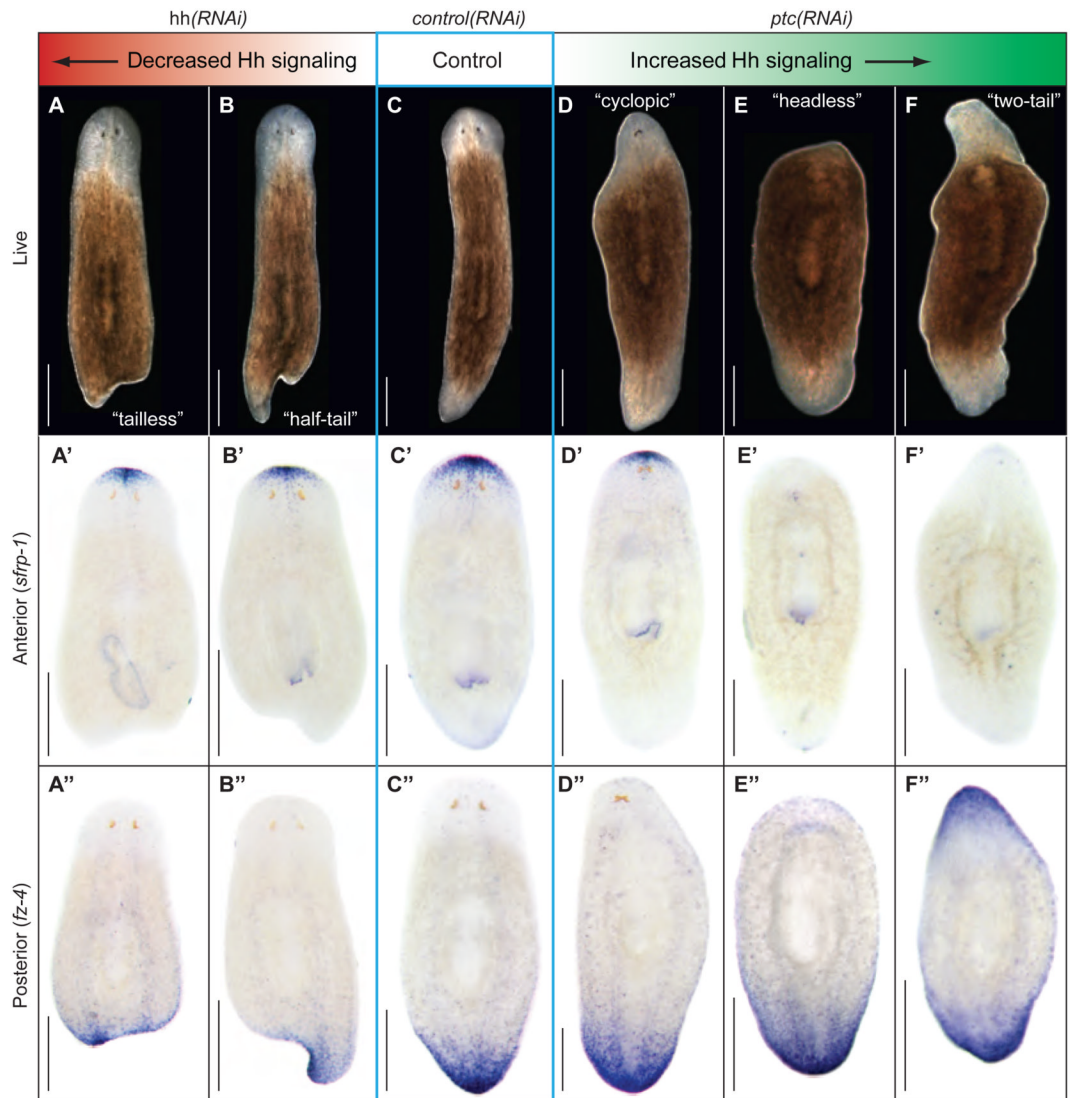 hh(RNAi) control(RNAi) ptc(RNAi)
Decreased Hh signaling Control Increased Hh signaling
A B C D E F
"cyclopic" "headless" "two-tail"
Live
"tailless" "half-tail"
A' B' C' D' E' F'
Anterior (sfrp-1)
A'' B'' C'' D'' E'' F''
Posterior (fz-4)